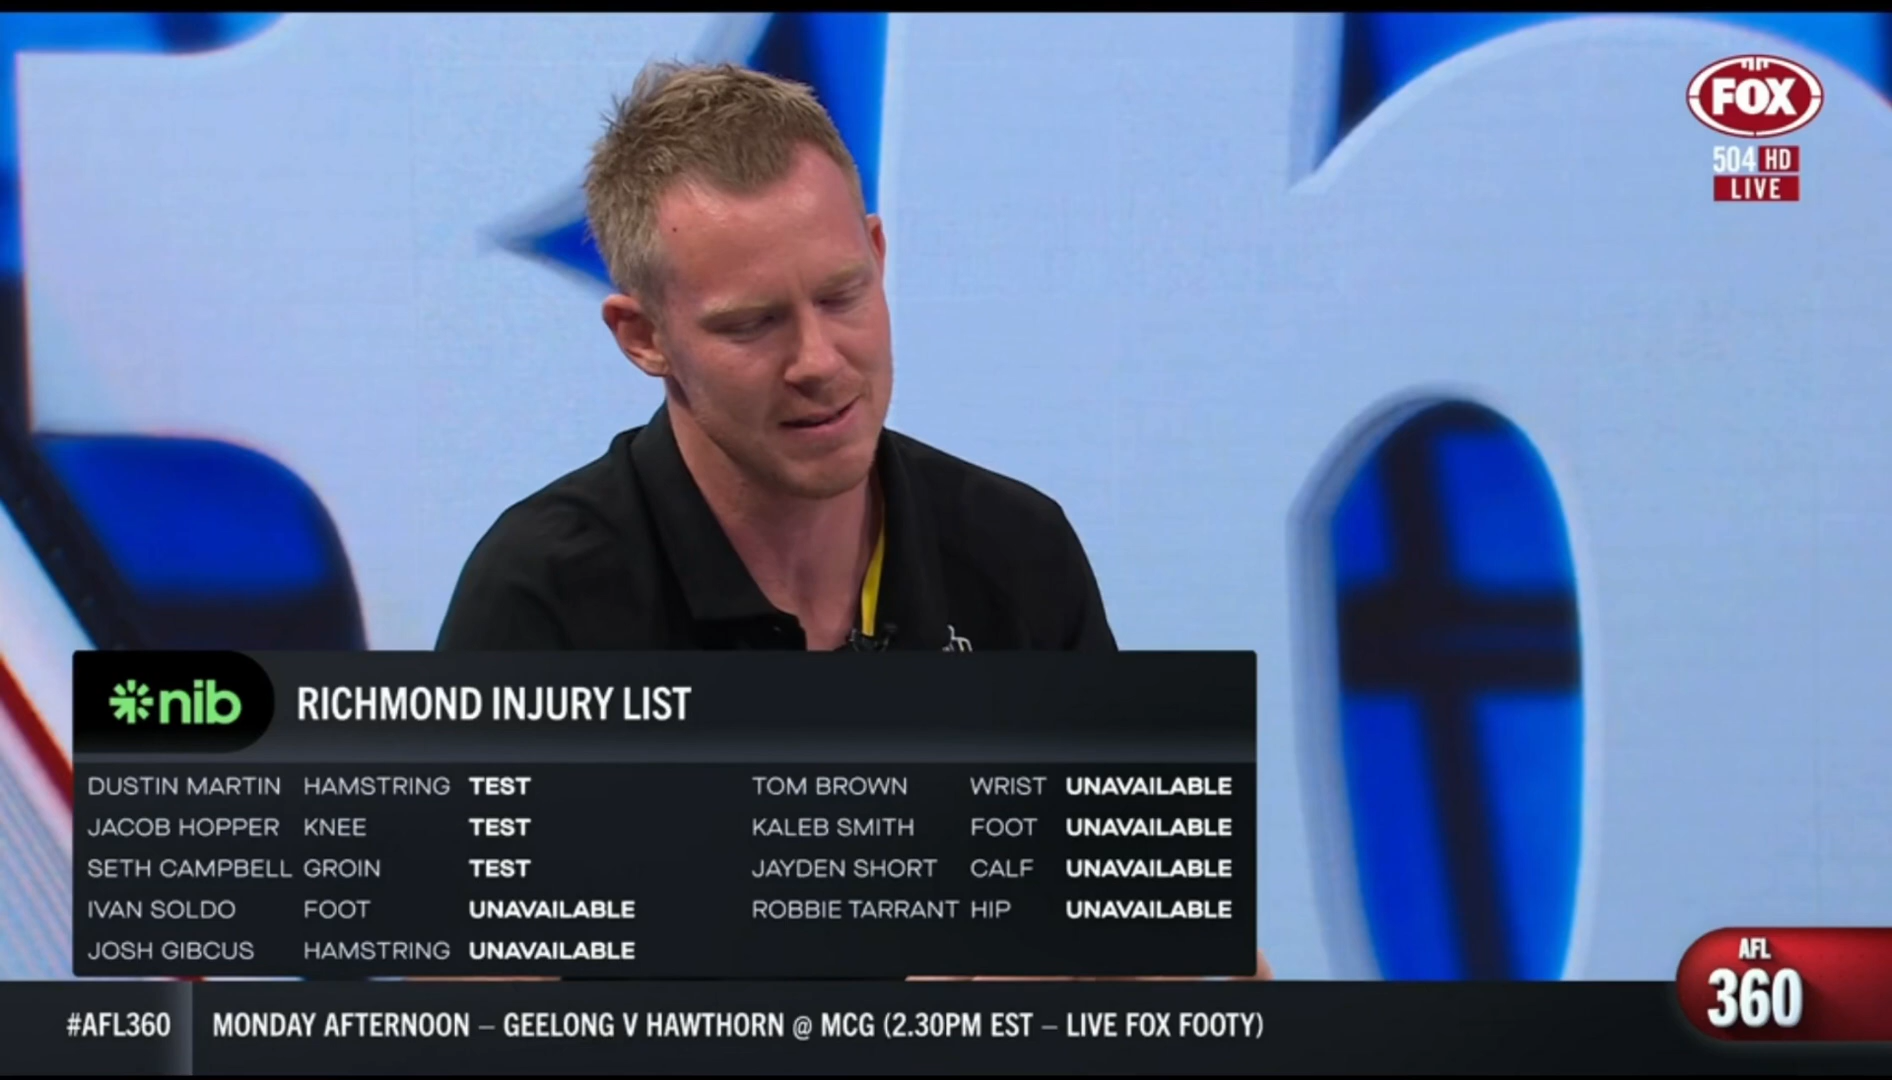 FOX
504 HD
LIVE
nib
RICHMOND INJURY LIST
DUSTIN MARTIN HAMSTRING TEST
JACOB HOPPER KNEE TEST
SETH CAMPBELL GROIN TEST
IVAN SOLDO FOOT UNAVAILABLE
JOSH GIBCUS HAMSTRING UNAVAILABLE
TOM BROWN WRIST UNAVAILABLE
KALEB SMITH FOOT UNAVAILABLE
JAYDEN SHORT CALF UNAVAILABLE
ROBBIE TARRANT HIP UNAVAILABLE
AFL
360
#AFL360 MONDAY AFTERNOON – GEELONG V HAWTHORN @ MCG (2.30PM EST – LIVE FOX FOOTY)